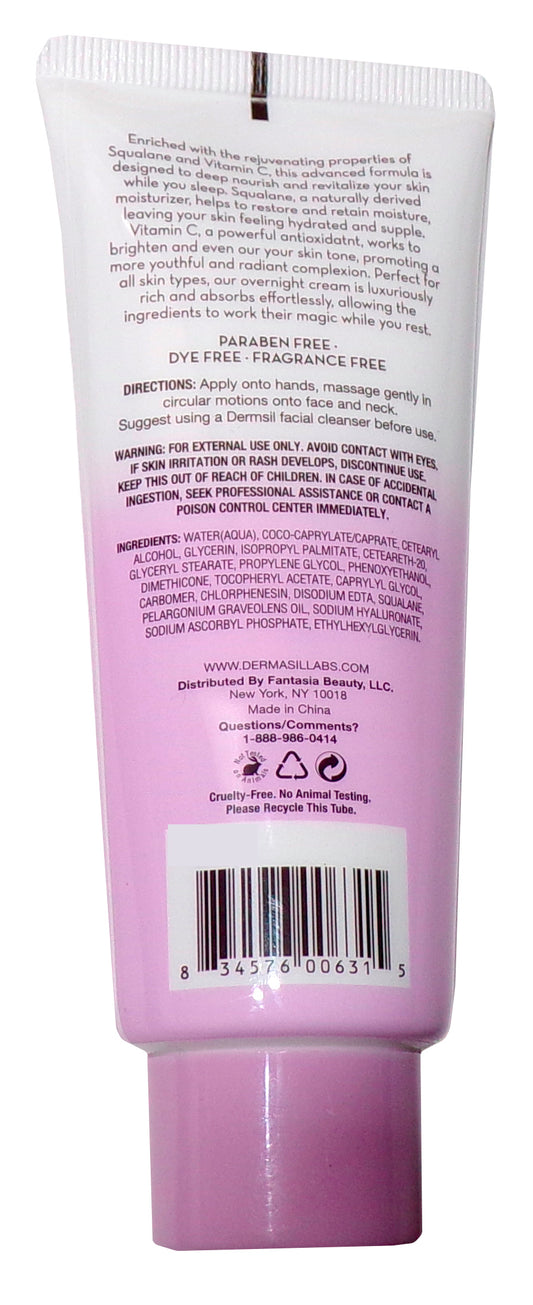 Enriched with the rejuvenating properties of
Squalane and Vitamin C, this advanced formula is
designed to deep nourish and revitalize your skin
while you sleep. Squalane, a naturally derived
moisturizer, helps to restore and retain moisture,
leaving your skin feeling hydrated and supple.
Vitamin C, a powerful antioxidatnt, works to
brighten and even our your skin tone, promoting a
more youthful and radiant complexion. Perfect for
all skin types, our overnight cream is luxuriously
rich and absorbs effortlessly, allowing the
ingredients to work their magic while you rest.
PARABEN FREE ·
DYE FREE · FRAGRANCE FREE
DIRECTIONS: Apply onto hands, massage gently in
circular motions onto face and neck.
Suggest using a Dermsil facial cleanser before use.
WARNING: FOR EXTERNAL USE ONLY. AVOID CONTACT WITH EYES.
IF SKIN IRRITATION OR RASH DEVELOPS, DISCONTINUE USE.
KEEP THIS OUT OF REACH OF CHILDREN. IN CASE OF ACCIDENTAL
INGESTION, SEEK PROFESSIONAL ASSISTANCE OR CONTACT A
POISON CONTROL CENTER IMMEDIATELY.
INGREDIENTS: WATER(AQUA), COCO-CAPRYLATE/CAPRATE, CETEARYL
ALCOHOL, GLYCERIN, ISOPROPYL PALMITATE, CETEARETH-20,
GLYCERYL STEARATE, PROPYLENE GLYCOL, PHENOXYETHANOL,
DIMETHICONE, TOCOPHERYL ACETATE, CAPRYLYL GLYCOL,
CARBOMER, CHLORPHENESIN, DISODIUM EDTA, SQUALANE,
PELARGONIUM GRAVEOLENS OIL, SODIUM HYALURONATE,
SODIUM ASCORBYL PHOSPHATE, ETHYLHEXYLGLYCERIN.
WWW.DERMASILLABS.COM
Distributed By Fantasia Beauty, LLC.
New York, NY 10018
Made in China
Questions/Comments?
1-888-986-0414
Not Tested
on Animals
Cruelty-Free. No Animal Testing.
Please Recycle This Tube.
8 34576 00631 5